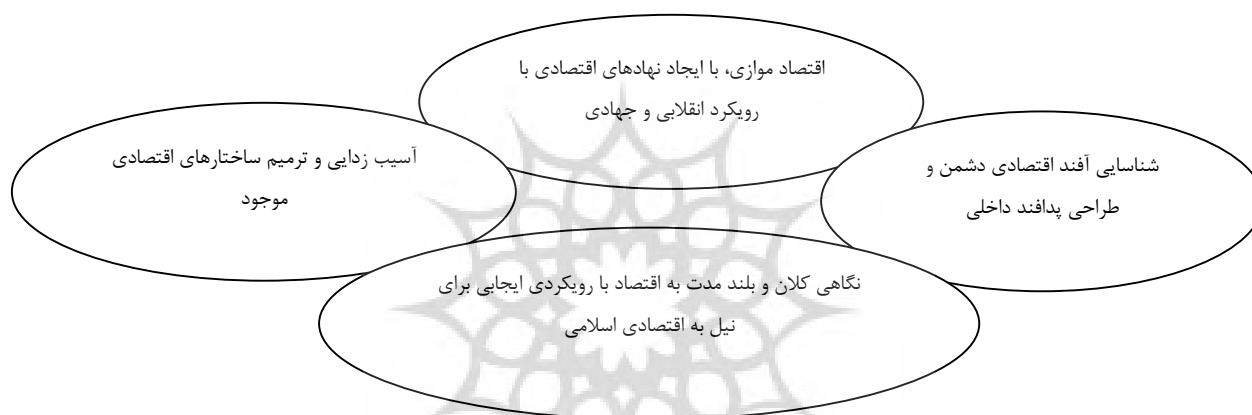 اقتصاد موازی، با ایجاد نهادهای اقتصادی با
رویکرد انقلابی و جهادی
شناسایی آفند اقتصادی دشمن و
طراحی پدافند داخلی
آسیب زدایی و ترمیم ساختارهای اقتصادی
موجود
نگاهی کلان و بلند مدت به اقتصاد با رویکردی ایجابی برای
نیل به اقتصادی اسلامی